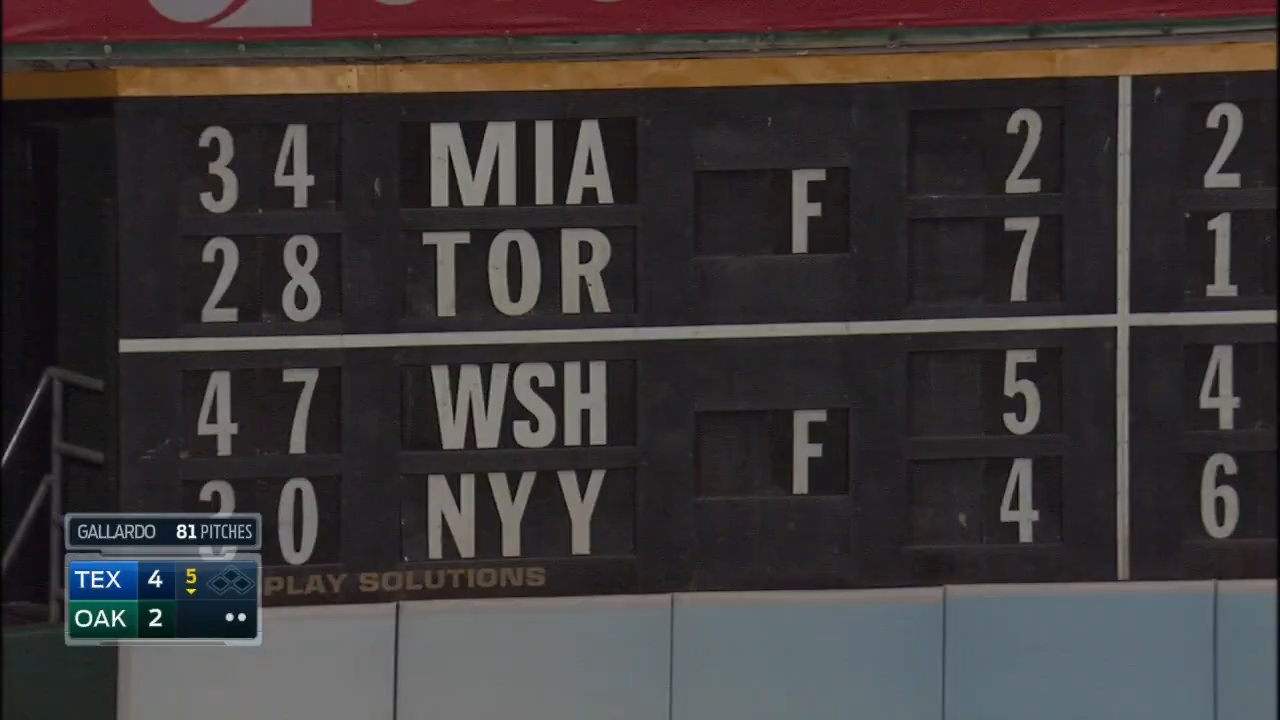 34 MIA F 2 2
28 TOR 7 1
47 WSH F 5 4
0 NYY 4 6
PLAY SOLUTIONS
GALLARDO 81 PITCHES
TEX 4 5
OAK 2